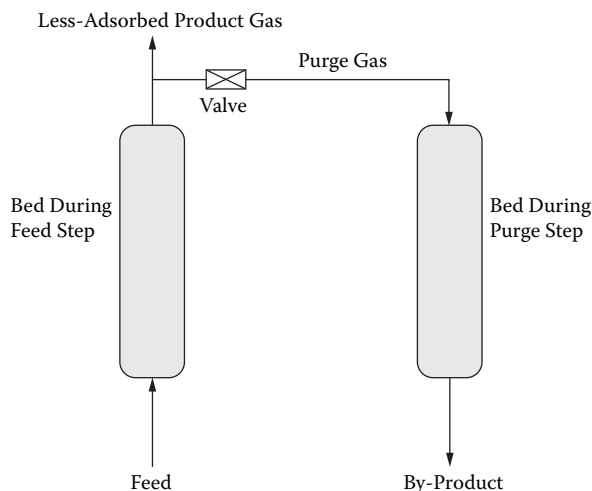 Less-Adsorbed Product Gas
Purge Gas
Valve
Bed During
Feed Step
Bed During
Purge Step
Feed
By-Product